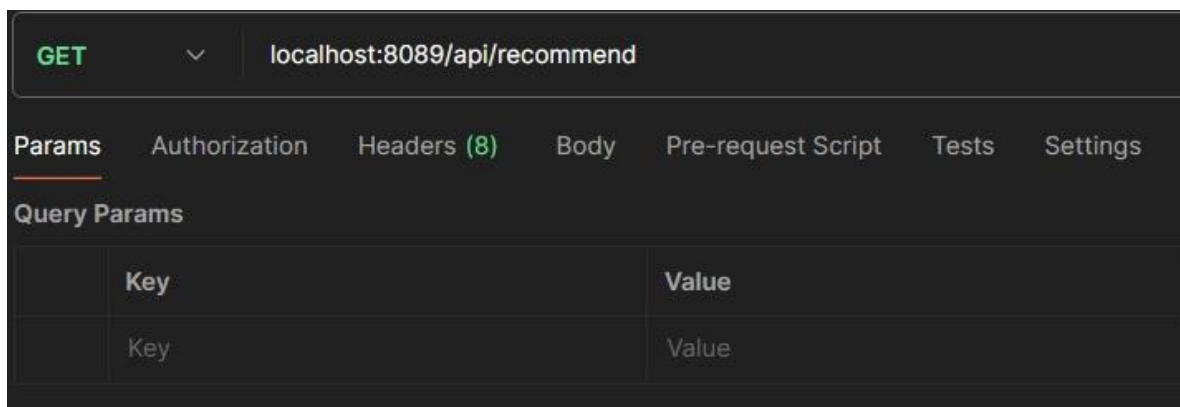 GET localhost:8089/api/recommend
Params Authorization Headers (8) Body Pre-request Script Tests Settings
Query Params
Key Value
Key Value